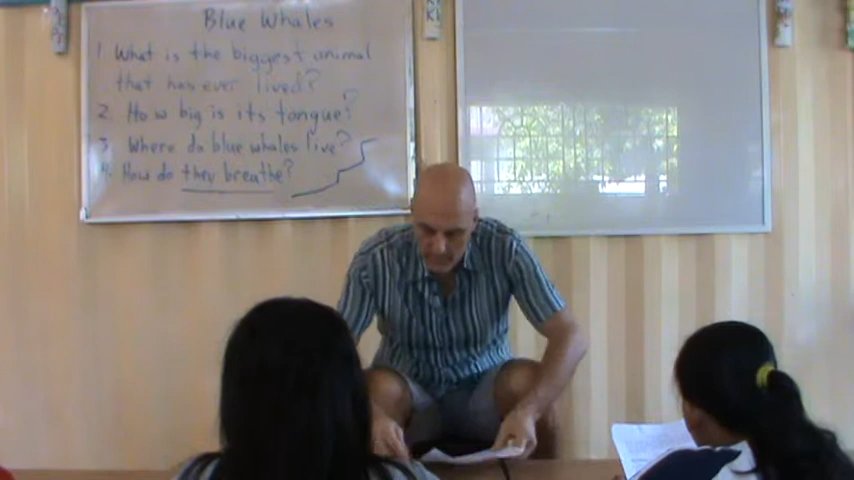 Blue Whales
1. What is the biggest animal
that has ever lived?
2. How big is its tongue?
3. Where do blue whales live?
4. How do they breathe?